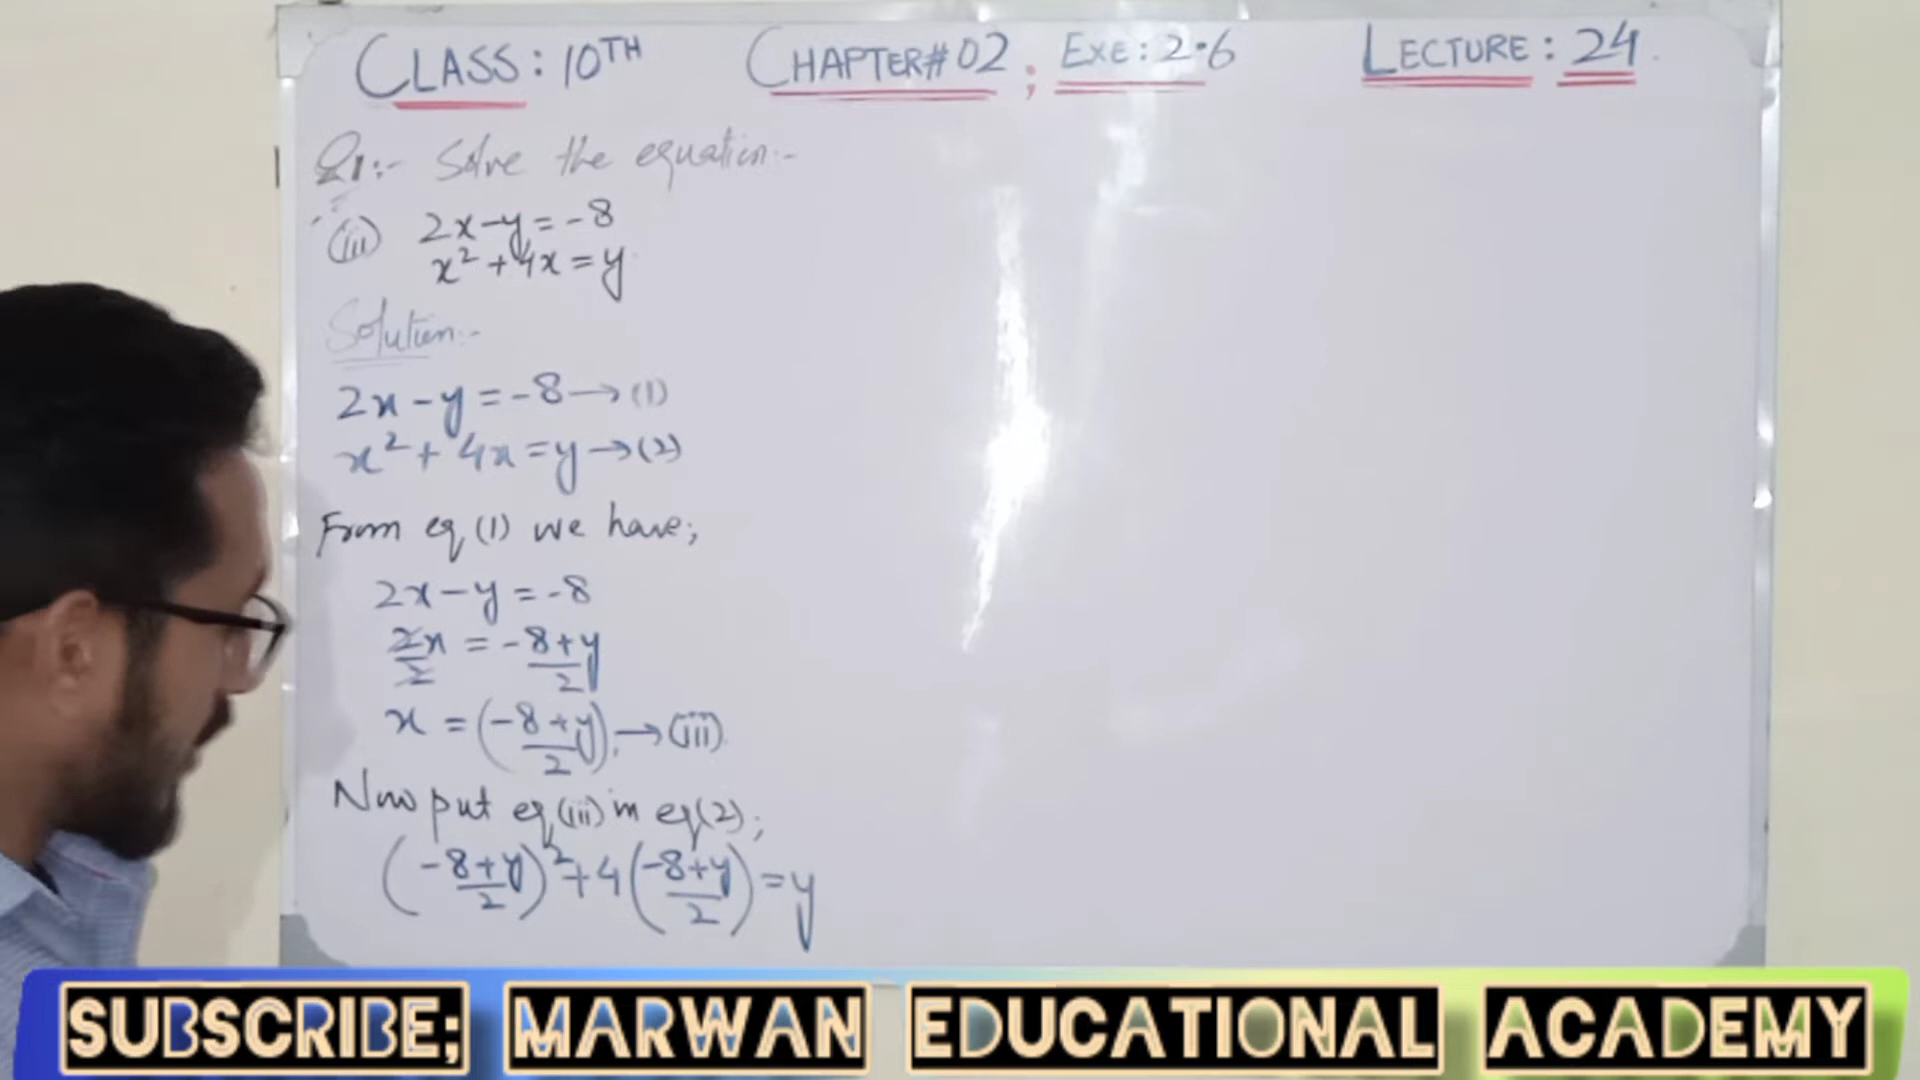 CLASS: 10TH CHAPTER#02; EXE: 2.6 LECTURE: 24
Q1:- Solve the equation:-
(iii) 2x-y=-8
x²+4x=y
Solution:-
2x-y=-8→(1)
x²+4x=y→(2)
From eq(1) we have;
2x-y=-8
2x/2 = -8+y/2
x = (-8+y/2)→(iii)
Now put eq(iii) in eq(2);
(-8+y/2)²+4(-8+y/2)=y
SUBSCRIBE; MARWAN EDUCATIONAL ACADEMY